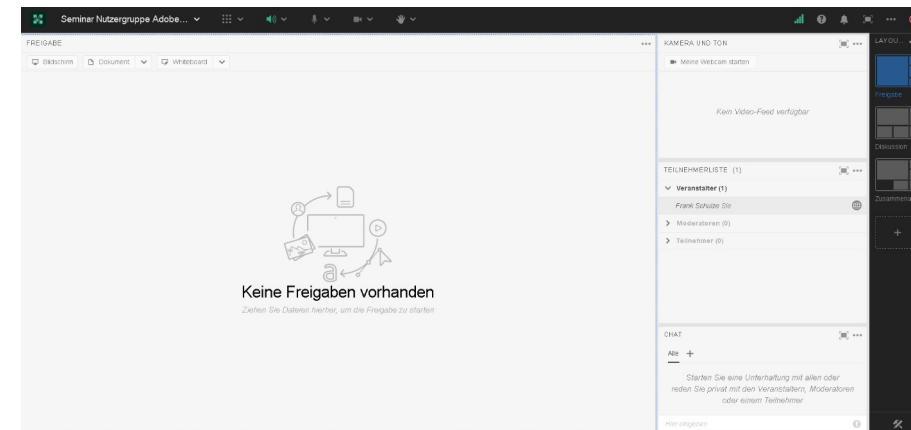 Seminar Nutzergruppe Adobe...
FREIGABE
Bildschirm Dokument Whiteboard
Keine Freigaben vorhanden
Ziehen Sie Dateien hierher, um die Freigabe zu starten
KAMERA UND TON
Meine Webcam starten
Kein Video-Feed verfügbar
TEILNEHMERLISTE (1)
Veranstalter (1)
Frank Schulze Sie
Moderatoren (0)
Teilnehmer (0)
CHAT
Alle +
Starten Sie eine Unterhaltung mit allen oder
reden Sie privat mit den Veranstaltern, Moderatoren
oder einem Teilnehmer
Hier eingeben
LAYOU...
Freigabe
Diskussion
Zusammena
+